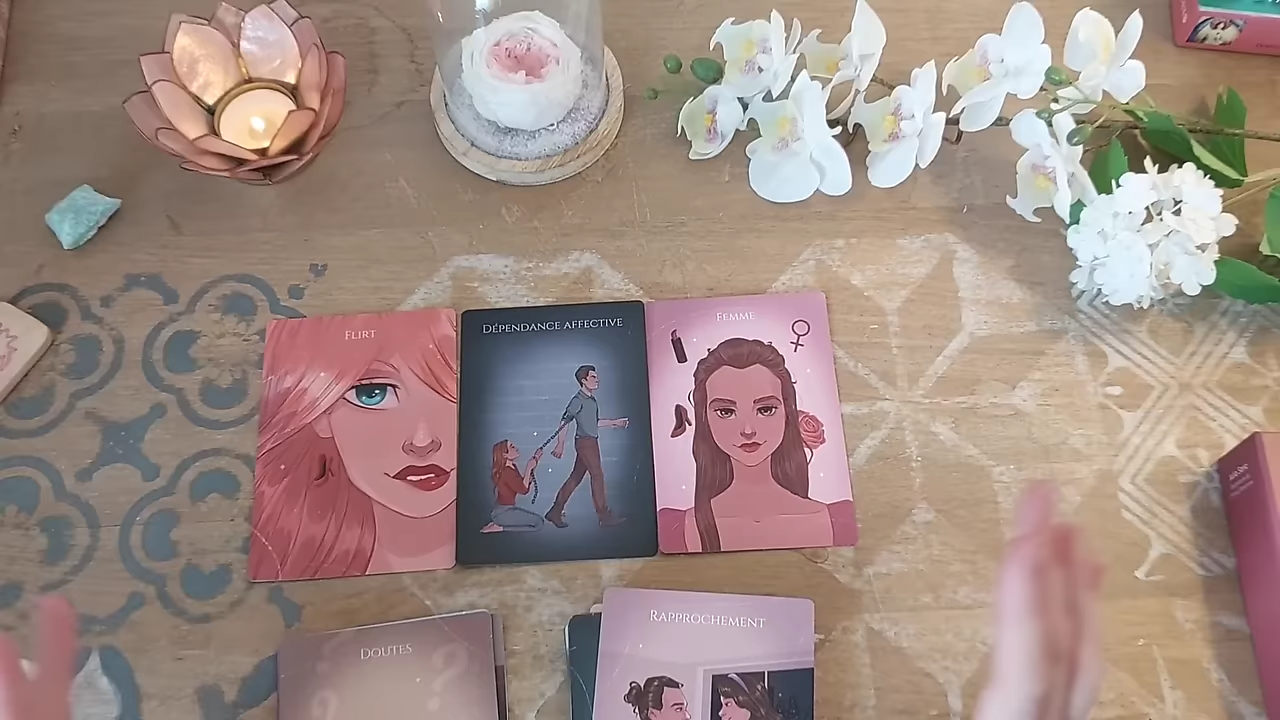 FLIRT
DÉPENDANCE AFFECTIVE
FEMME
DOUTES
RAPPROCHEMENT